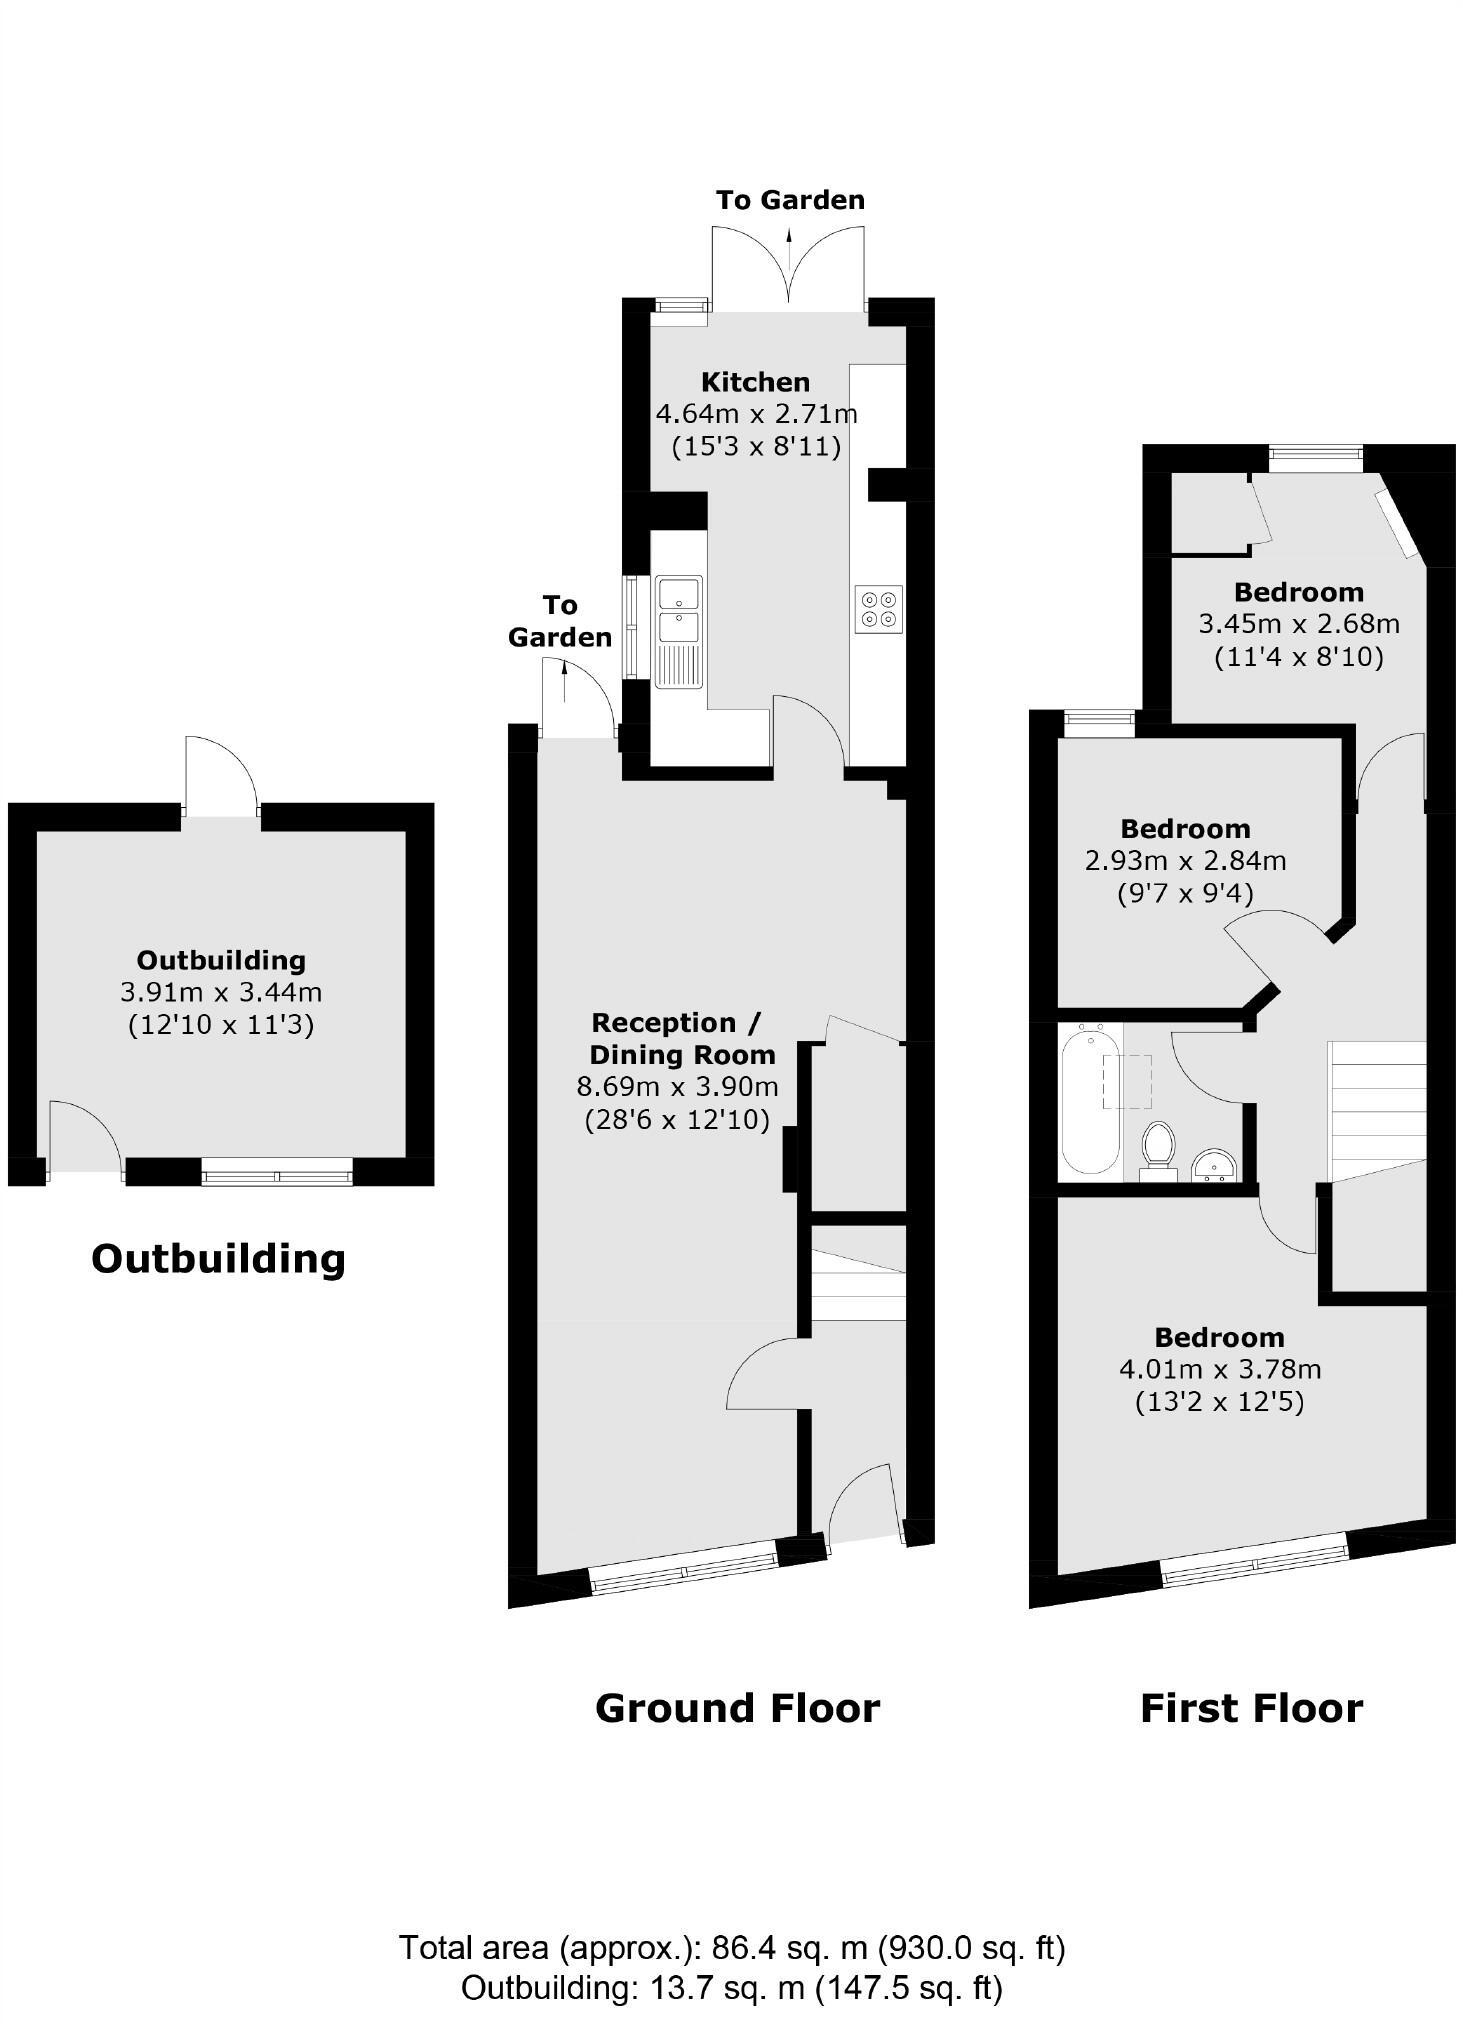 To Garden
Kitchen
4.64m x 2.71m
(15'3 x 8'11)
To
Garden
Bedroom
3.45m x 2.68m
(11'4 x 8'10)
Bedroom
2.93m x 2.84m
(9'7 x 9'4)
Outbuilding
3.91m x 3.44m
(12'10 x 11'3)
Reception /
Dining Room
8.69m x 3.90m
(28'6 x 12'10)
Outbuilding
Bedroom
4.01m x 3.78m
(13'2 x 12'5)
Ground Floor
First Floor
Total area (approx.): 86.4 sq. m (930.0 sq. ft)
Outbuilding: 13.7 sq. m (147.5 sq. ft)